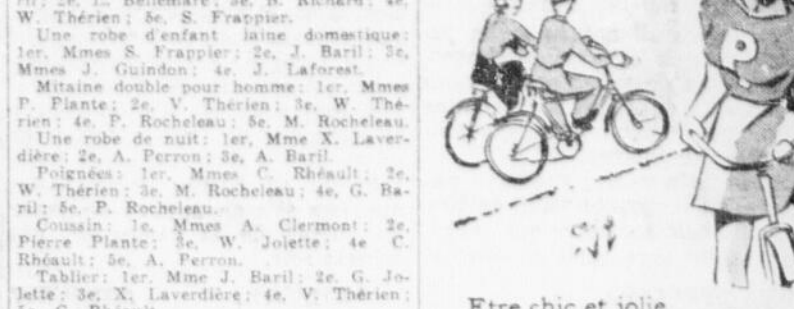 W. Thérien; 5e, S. Frappier.
Une robe d'enfant laine domestique:
1er, Mmes S. Frappier; 2e, J. Baril; 3e,
Mmes J. Guindon; 4e, J. Laforest.
Mitaine double pour homme: 1er, Mmes
P. Plante; 2e, V. Thérien; 3e, W. Thé-
rien; 4e, P. Rocheleau; 5e, M. Rocheleau.
Une robe de nuit: 1er, Mme X. Laver-
dière; 2e, A. Perron; 3e, A. Baril.
Poignées: 1er, Mmes C. Rhéault; 2e,
W. Thérien; 3e, M. Rocheleau; 4e, G. Ba-
ril; 5e, P. Rocheleau.
Coussin: 1e, Mmes A. Clermont; 2e,
Pierre Plante; 3e, W. Jolette; 4e C.
Rhéault; 5e, A. Perron.
Tablier: 1er, Mme J. Baril; 2e, G. Jo-
lette; 3e, X. Laverdière; 4e, V. Thérien;
P
Etre chic et jolie